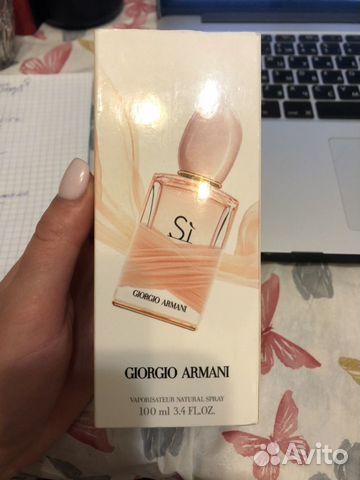 Sì
GIORGIO ARMANI
GIORGIO ARMANI
VAPORISATEUR NATURAL SPRAY
100 ml 3.4 FL.OZ.
Avito